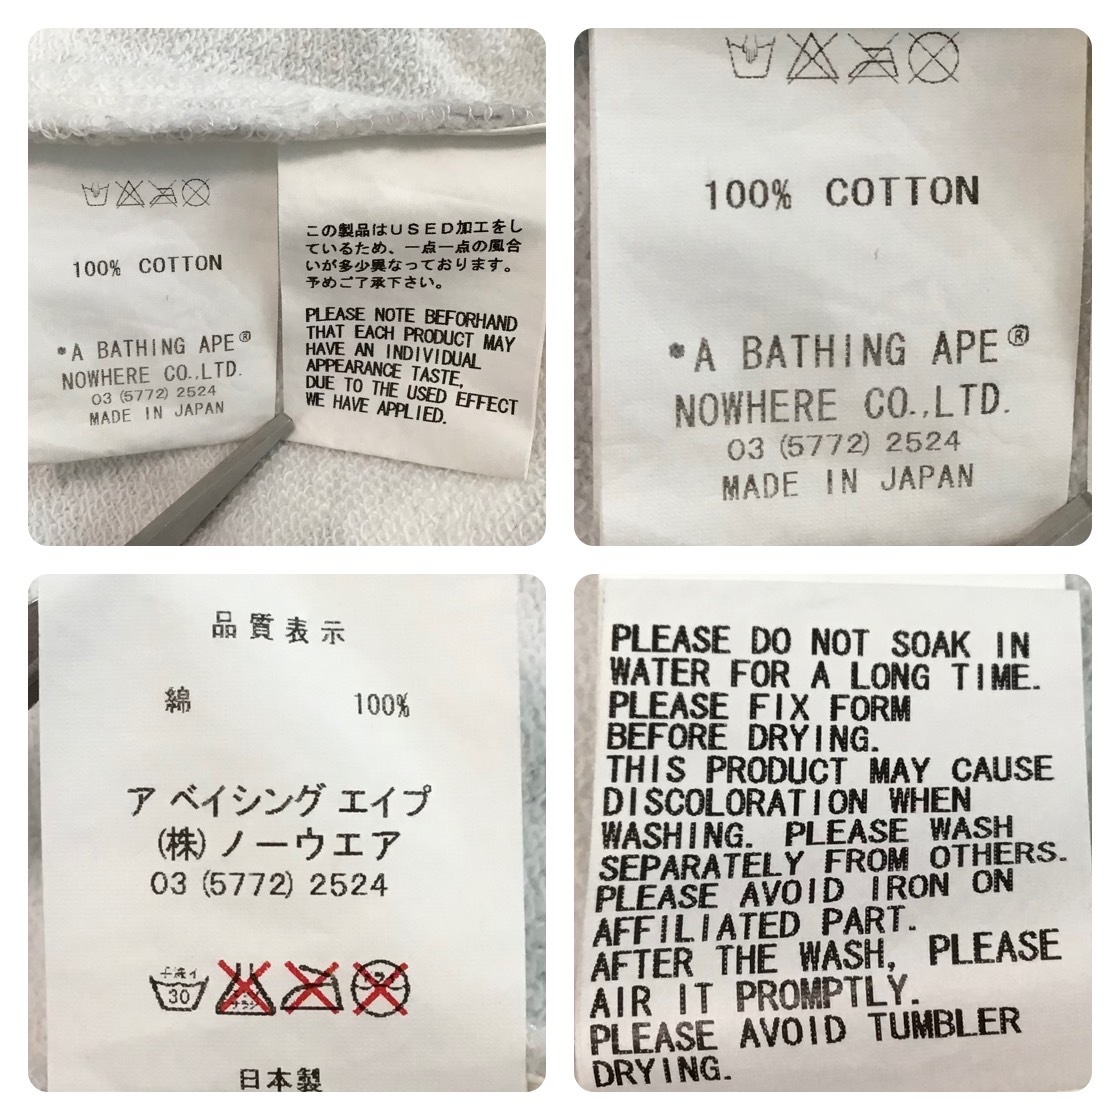 100% COTTON
*A BATHING APE®
NOWHERE CO.,LTD.
03 (5772) 2524
MADE IN JAPAN
この製品はUSED加工をし
ているため、一点一点の風合
いが多少異なっております。
予めご了承下さい。
PLEASE NOTE BEFORHAND
THAT EACH PRODUCT MAY
HAVE AN INDIVIDUAL
APPEARANCE TASTE,
DUE TO THE USED EFFECT
WE HAVE APPLIED.
100% COTTON
*A BATHING APE®
NOWHERE CO.,LTD.
03 (5772) 2524
MADE IN JAPAN
品質表示
綿 100%
ア ベイシング エイプ
(株) ノーウエア
03 (5772) 2524
手洗イ
30
日本製
PLEASE DO NOT SOAK IN
WATER FOR A LONG TIME.
PLEASE FIX FORM
BEFORE DRYING.
THIS PRODUCT MAY CAUSE
DISCOLORATION WHEN
WASHING. PLEASE WASH
SEPARATELY FROM OTHERS.
PLEASE AVOID IRON ON
AFFILIATED PART.
AFTER THE WASH, PLEASE
AIR IT PROMPTLY.
PLEASE AVOID TUMBLER
DRYING.